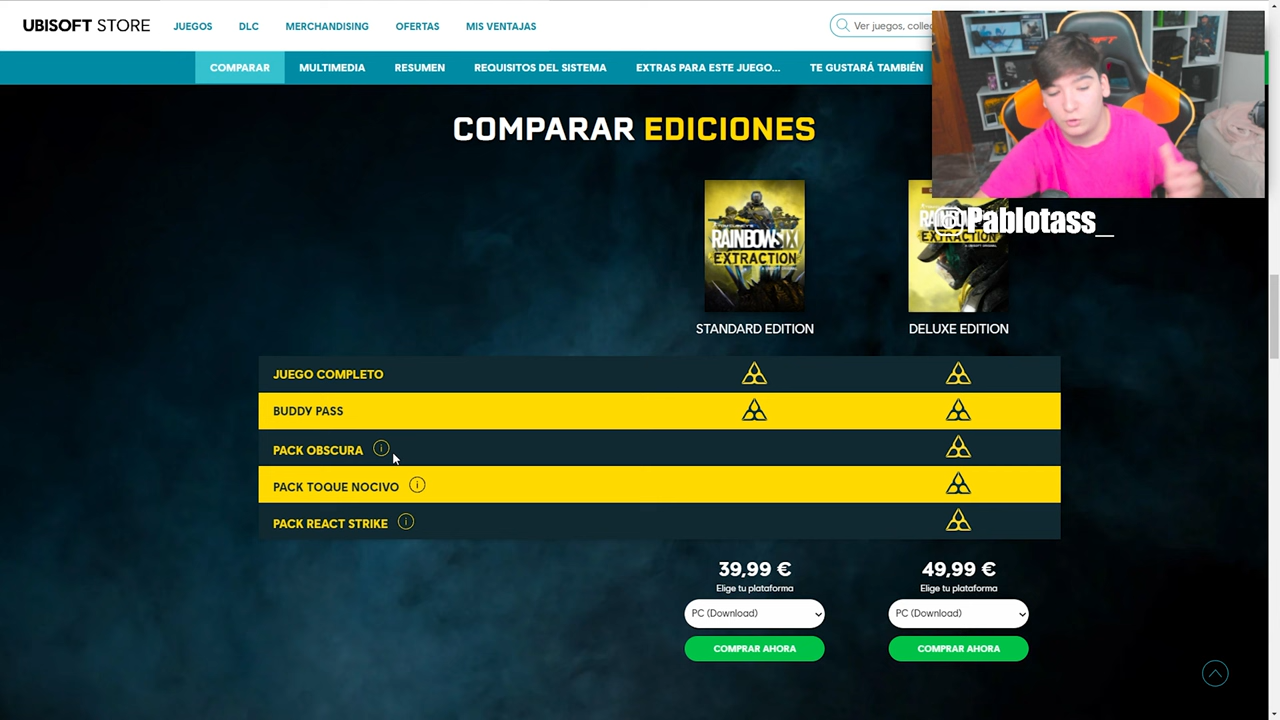 UBISOFT STORE
JUEGOS
DLC
MERCHANDISING
OFERTAS
MIS VENTAJAS
Ver juegos, collec
COMPARAR
MULTIMEDIA
RESUMEN
REQUISITOS DEL SISTEMA
EXTRAS PARA ESTE JUEGO...
TE GUSTARÁ TAMBIÉN
COMPARAR EDICIONES
@Pablotass_
RAINBOW SIX
EXTRACTION
EXTRACTION
STANDARD EDITION
DELUXE EDITION
JUEGO COMPLETO
BUDDY PASS
PACK OBSCURA
PACK TOQUE NOCIVO
PACK REACT STRIKE
39,99 €
49,99 €
Elige tu plataforma
Elige tu plataforma
PC (Download)
PC (Download)
COMPRAR AHORA
COMPRAR AHORA